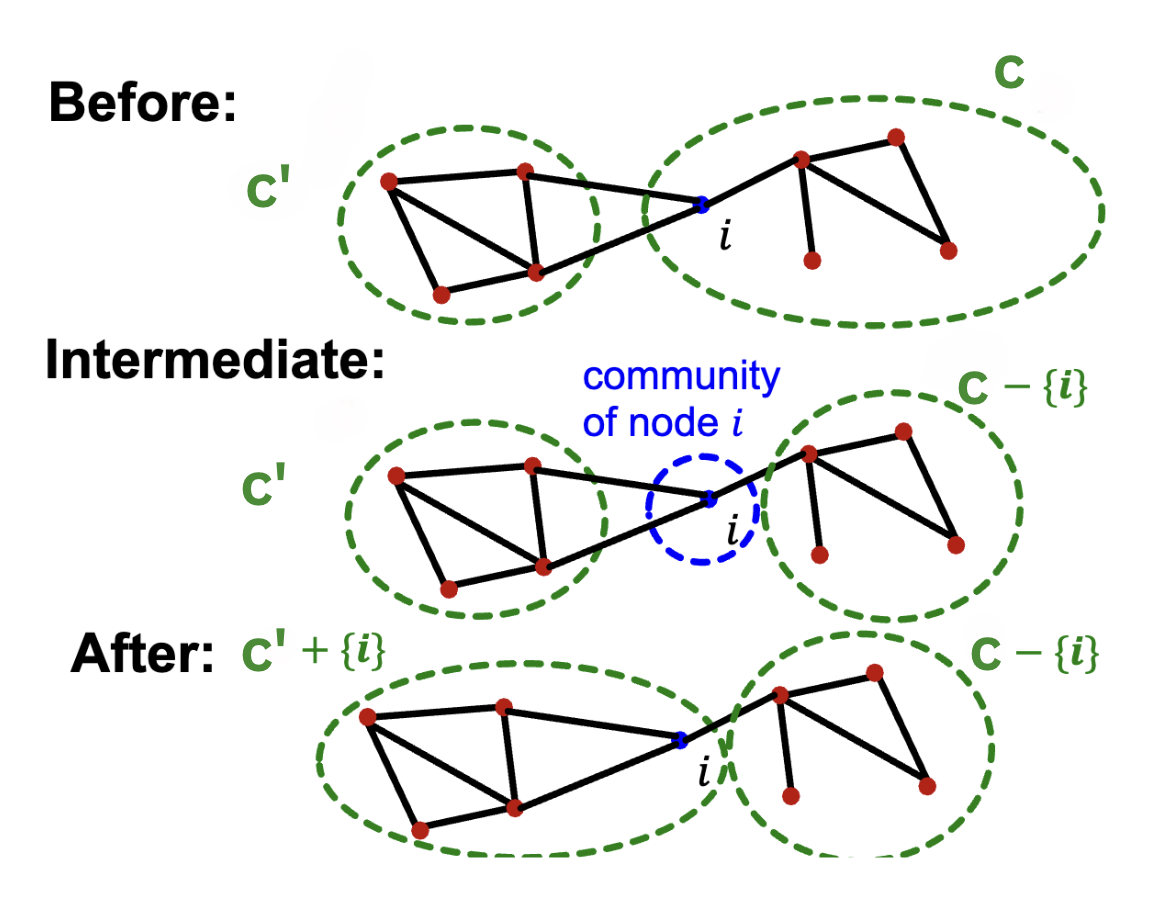 C
Before:
C'
i
Intermediate:
community
of node i
C − {i}
C'
i
After:
C' + {i}
C − {i}
i